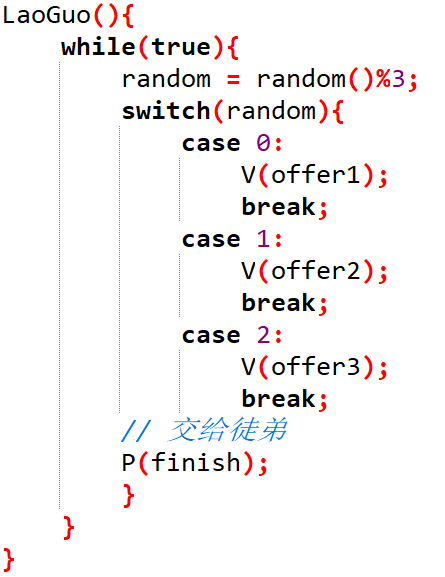 LaoGuo(){
    while(true){
        random = random()%3;
        switch(random){
            case 0:
                V(offer1);
                break;
            case 1:
                V(offer2);
                break;
            case 2:
                V(offer3);
                break;
        // 交给徒弟
        P(finish);
        }
    }
}